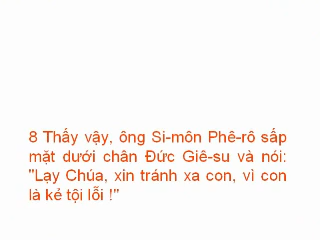 8 Thấy vậy, ông Si-môn Phê-rô sấp
mặt dưới chân Đức Giê-su và nói:
"Lạy Chúa, xin tránh xa con, vì con
là kẻ tội lỗi !"